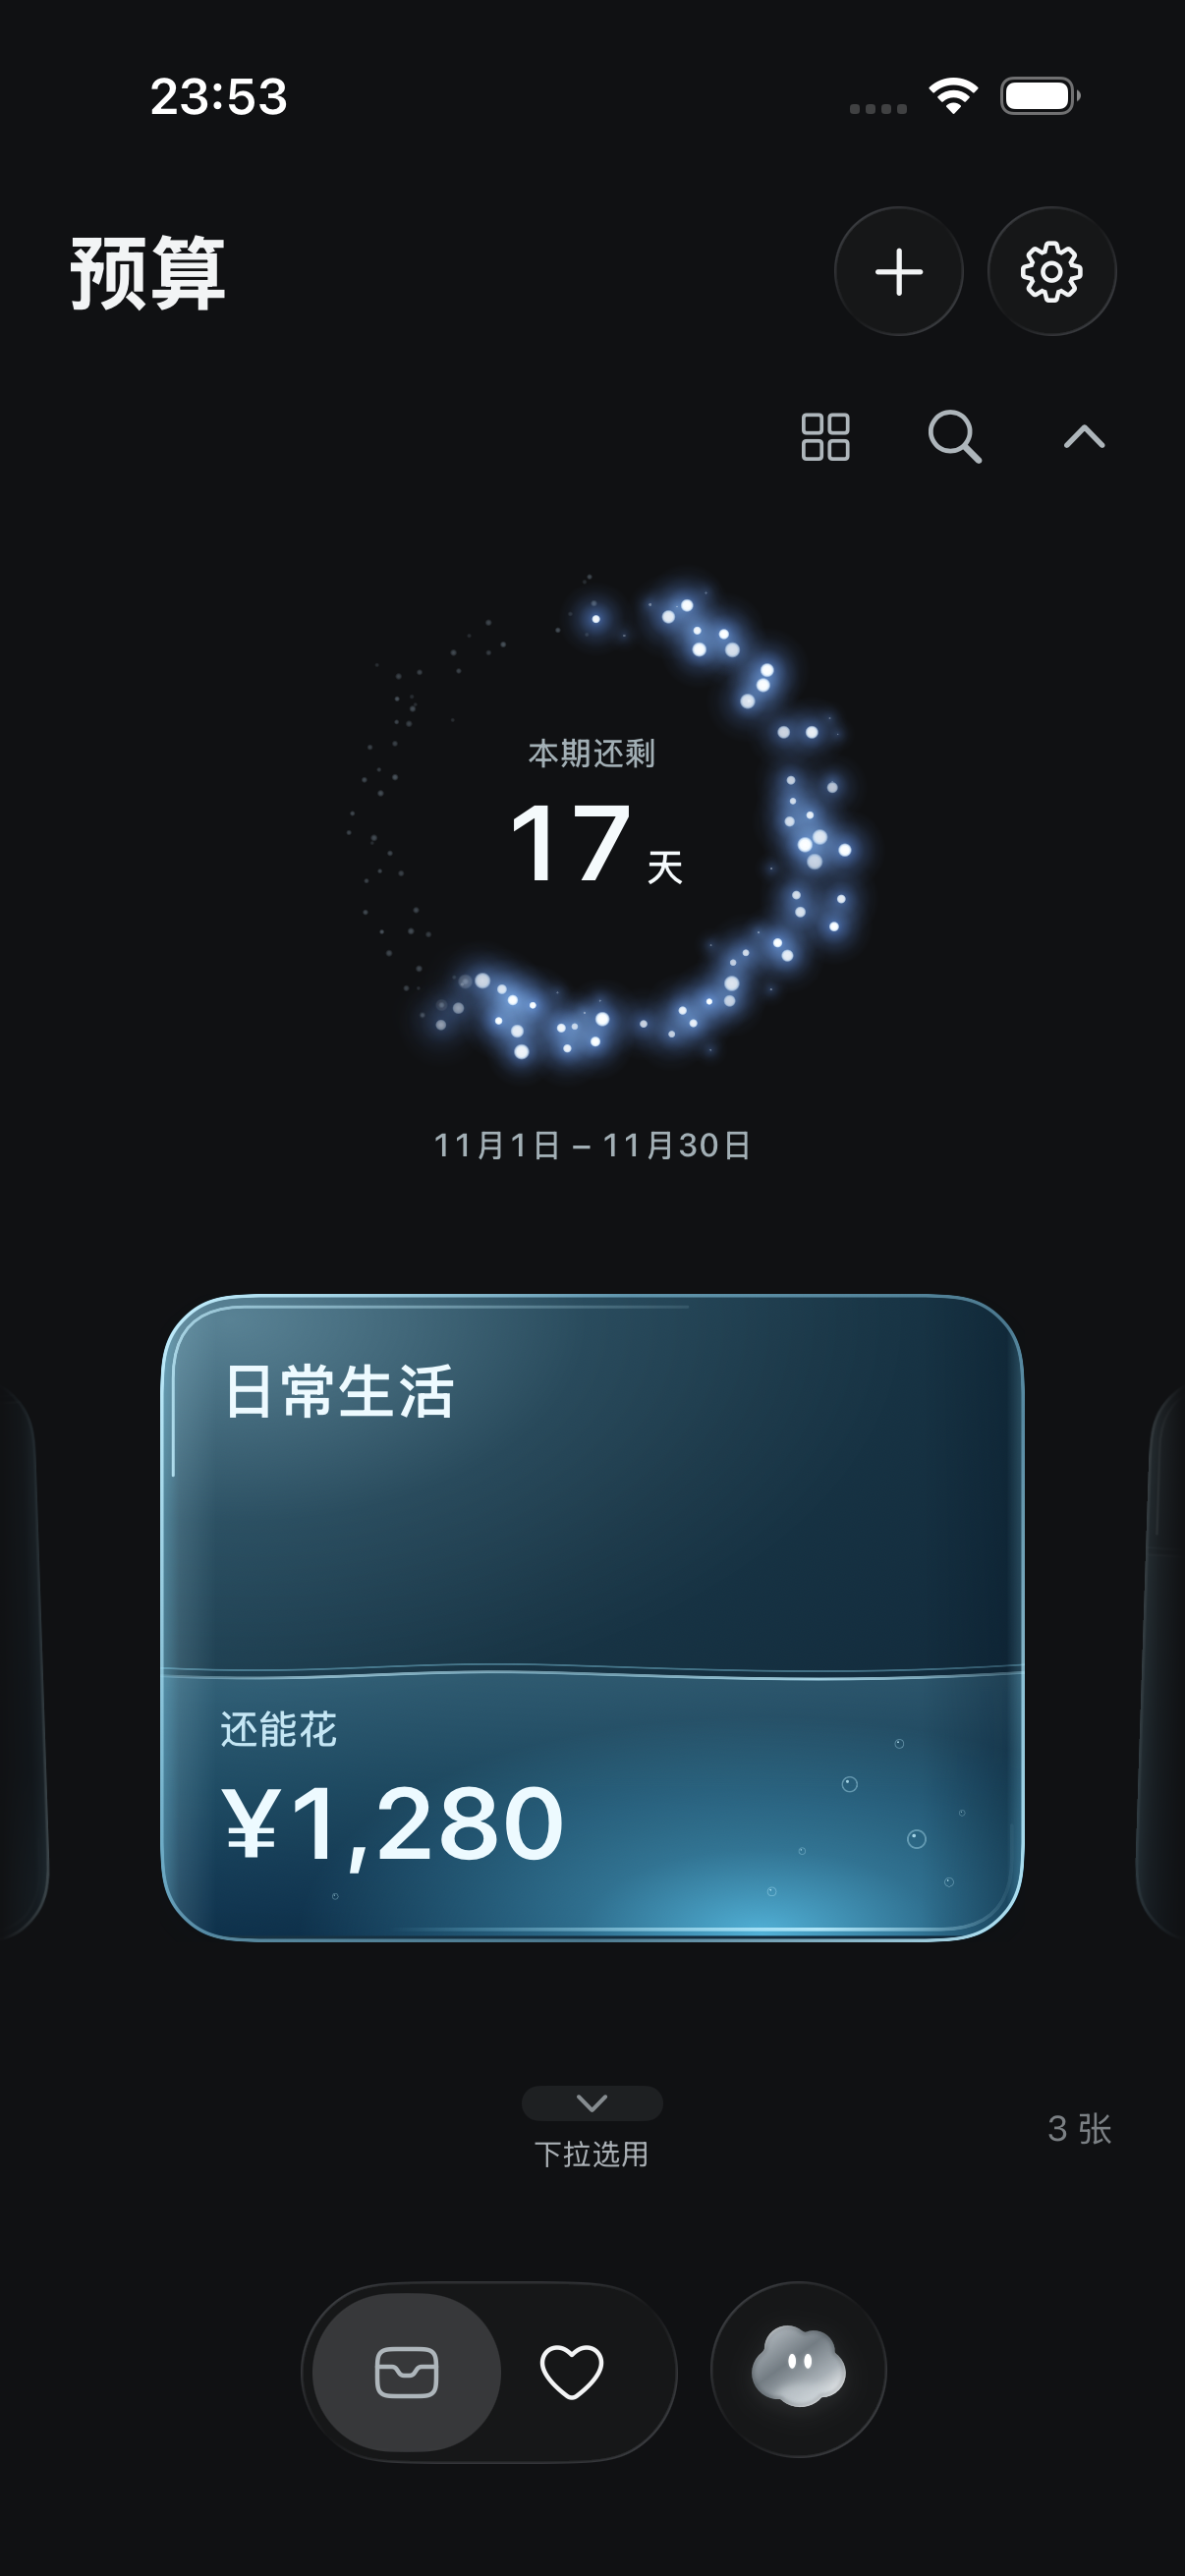 23:53
预算
本期还剩
17 天
11月1日 – 11月30日
日常生活
还能花
¥1,280
下拉选用
3 张